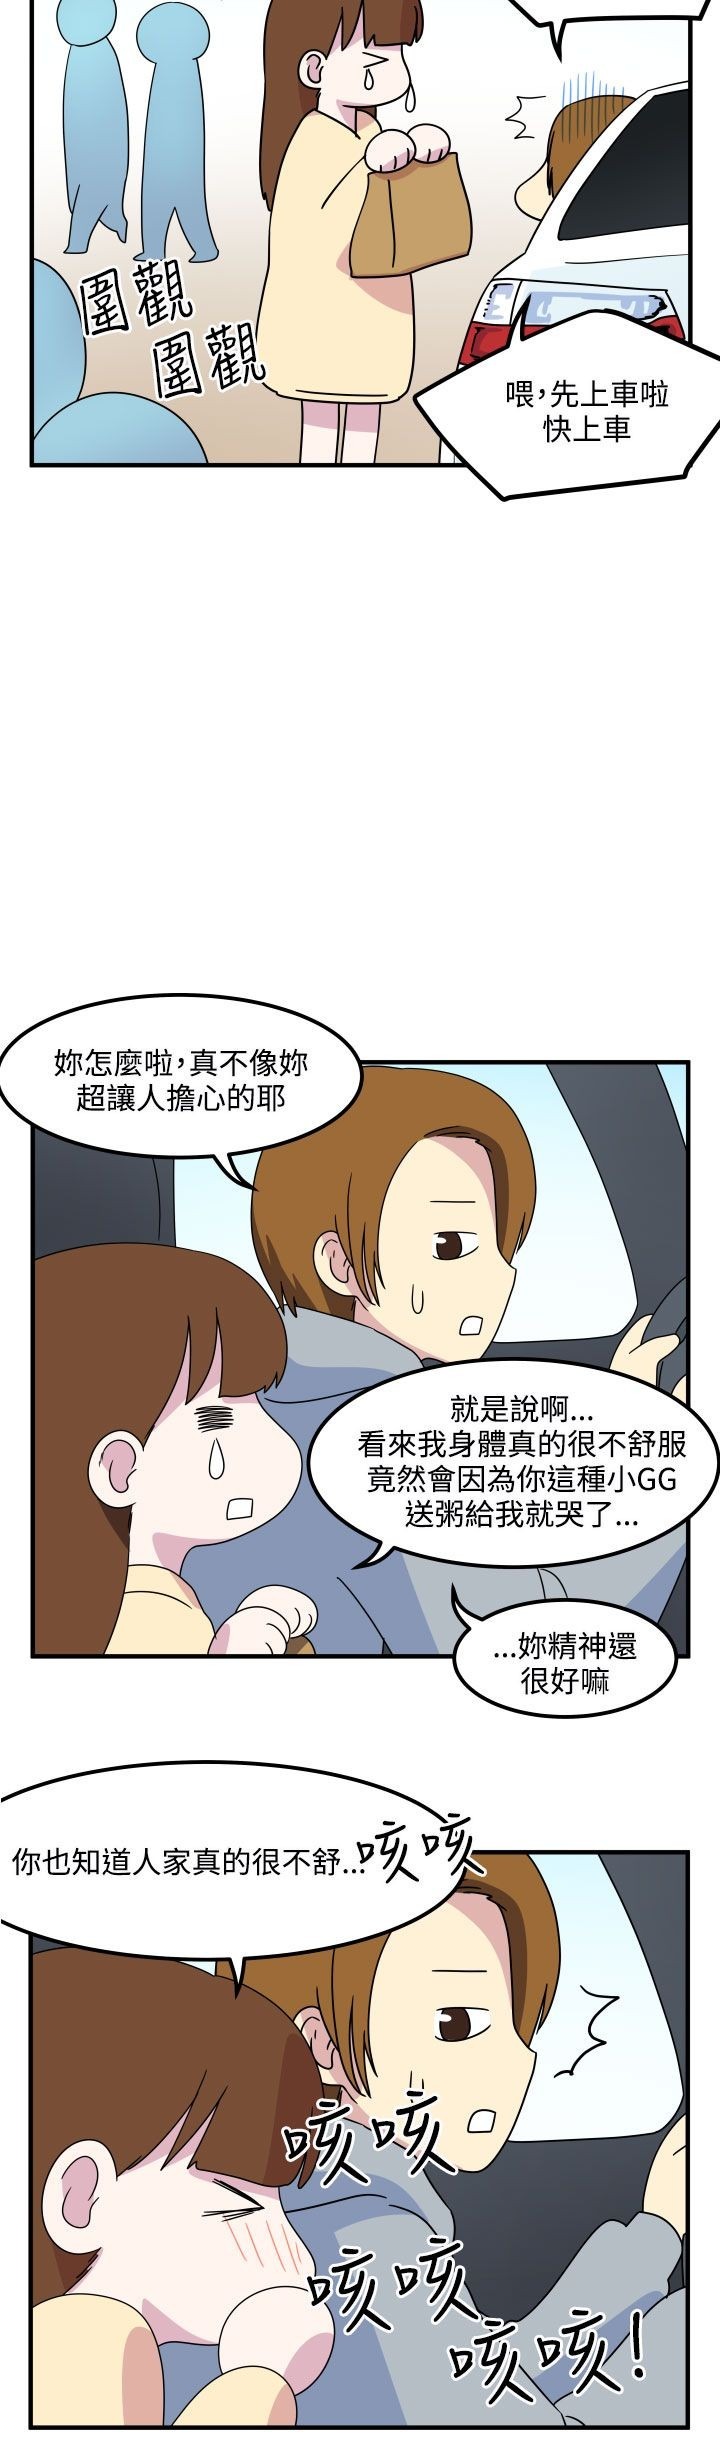 圍觀
圍觀
喂,先上車啦
快上車
妳怎麼啦,真不像妳
超讓人擔心的耶
就是說啊...
看來我身體真的很不舒服
竟然會因為你這種小GG
送粥給我就哭了...
...妳精神還
很好嘛
你也知道人家真的很不舒...
咳咳
咳咳
咳咳
咳咳!